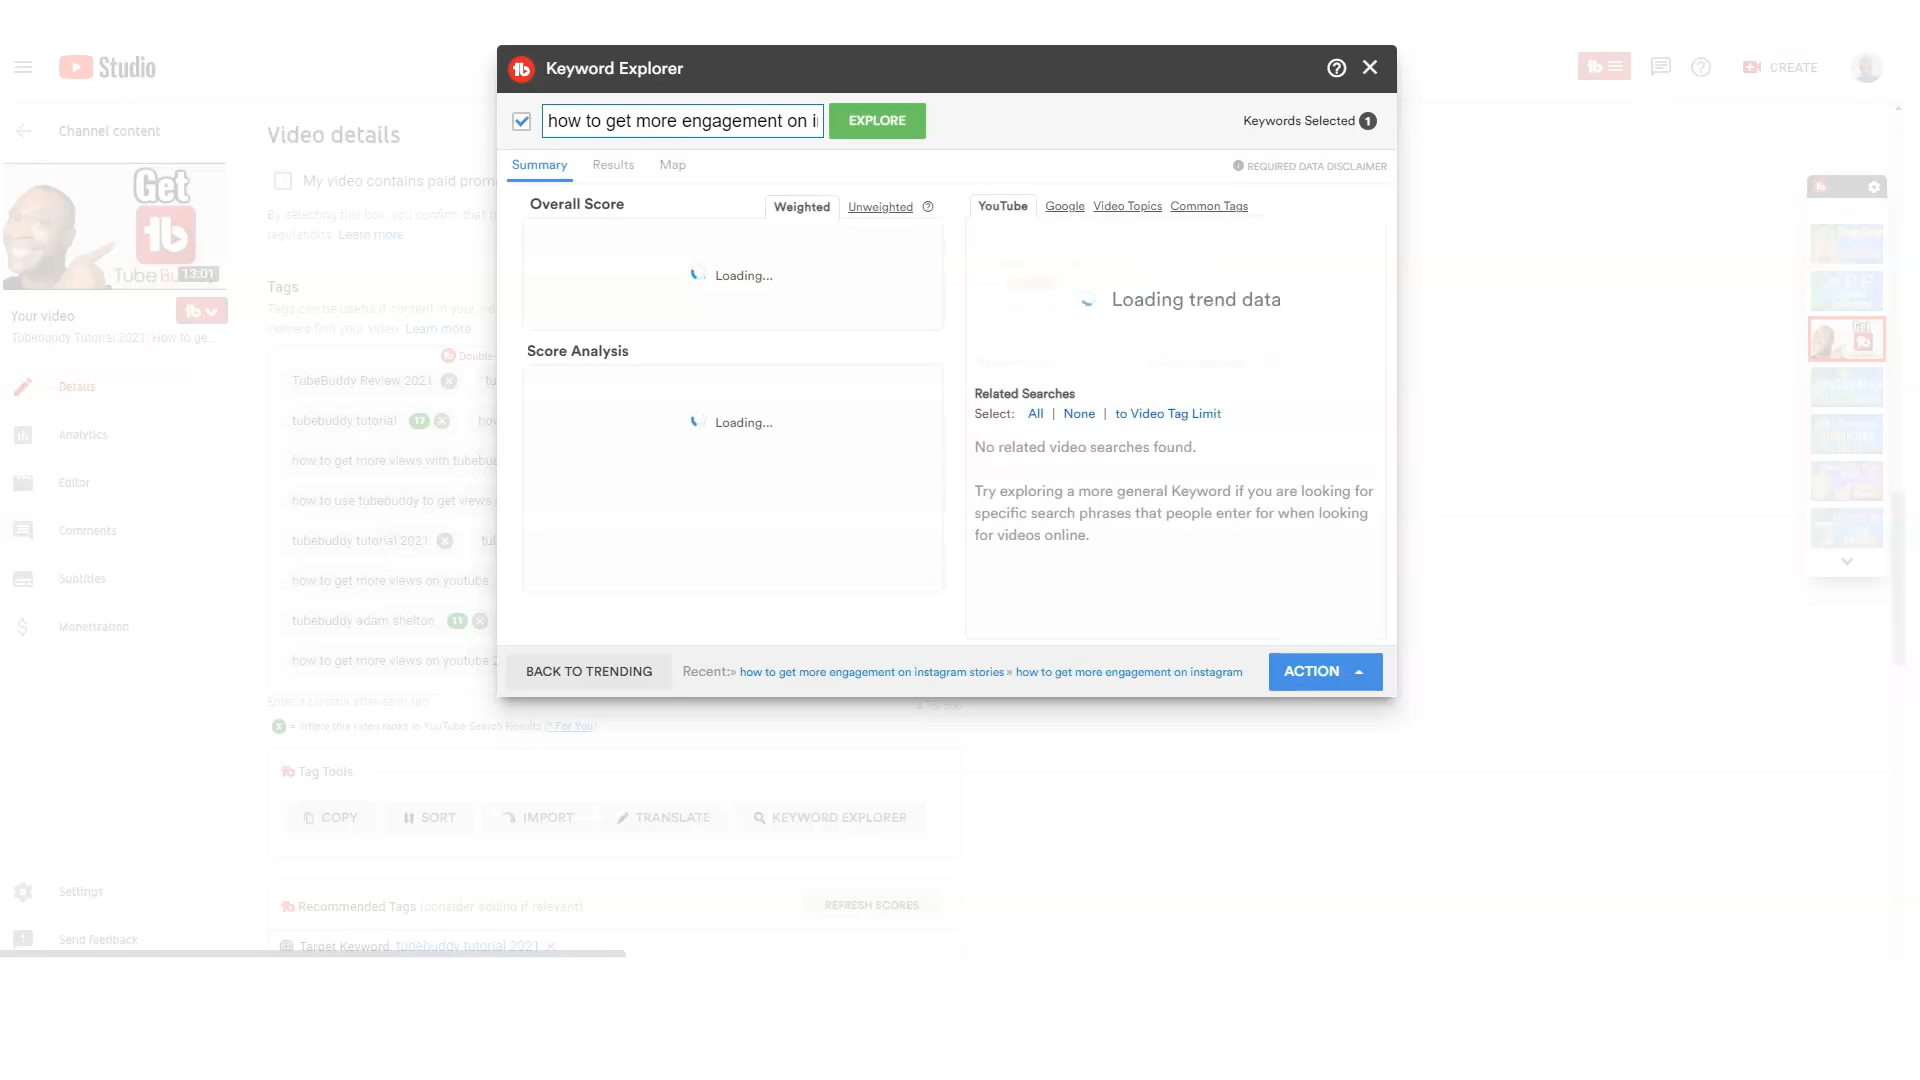 Studio
CREATE
Channel content
Get
TubeBu
13:01
Your video
Tubebuddy Tutorial 2021: How to ge...
Details
Analytics
Editor
Comments
Subtitles
Monetization
Settings
Send feedback
Video details
My video contains paid prom
By selecting this box, you confirm that
regulations. Learn more
Tags
Tags can be useful if content in your
viewers find your video. Learn more
Double-
TubeBuddy Review 2021
tubebuddy tutorial 17
how to get more views with tubebud
how to use tubebuddy to get views
tubebuddy tutorial 2021
how to get more views on youtube
tubebuddy adam shelton 11
how to get more views on youtube 2
Enter a comma after each tag
= Where this video ranks in YouTube Search Results (* For You)
Tag Tools
COPY SORT IMPORT TRANSLATE KEYWORD EXPLORER
Recommended Tags (consider adding if relevant)
REFRESH SCORES
Target Keyword: tubebuddy tutorial 2021
Keyword Explorer
how to get more engagement on i
EXPLORE
Keywords Selected 1
Summary Results Map
REQUIRED DATA DISCLAIMER
Overall Score
Weighted Unweighted
Loading...
Score Analysis
Loading...
YouTube Google Video Topics Common Tags
Loading trend data
Related Searches
Select: All | None | to Video Tag Limit
No related video searches found.
Try exploring a more general Keyword if you are looking for
specific search phrases that people enter for when looking
for videos online.
BACK TO TRENDING
Recent:» how to get more engagement on instagram stories » how to get more engagement on instagram
ACTION